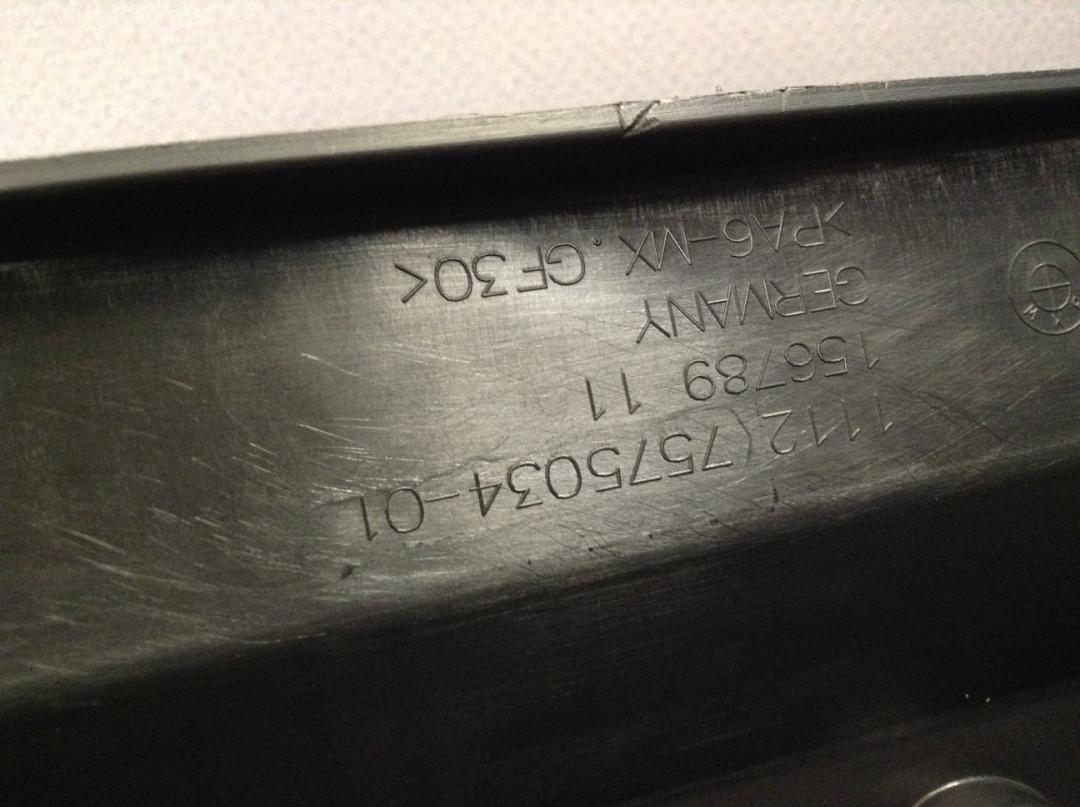 1112(7575034-01
156789 11
GERMANY
>PA6-MX. GF30<